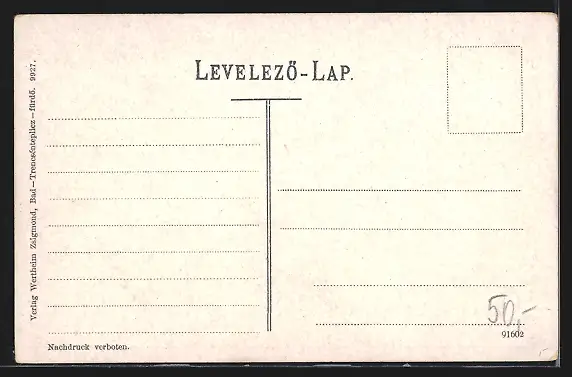 LEVELEZŐ-LAP.
Verlag Wertheim Zsigmond, Bad—Trencsénteplicz—fürdő. 9927.
50,-
91602
Nachdruck verboten.